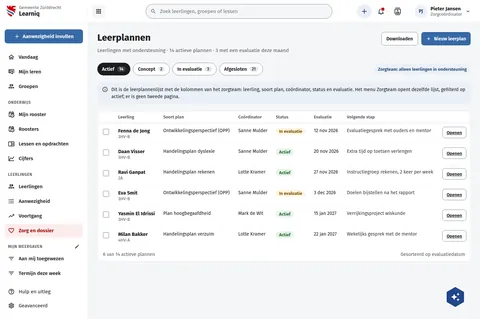 Gemeente Zuidrecht
Learniq
Zoek leerlingen, groepen of lessen
PJ
Pieter Jansen
Zorgcoördinator
+ Aanwezigheid invullen
Vandaag
Mijn leren
Groepen
ONDERWIJS
Mijn rooster
Roosters
Lessen en opdrachten
Cijfers
LEERLINGEN
Leerlingen
Aanwezigheid
Voortgang
Zorg en dossier
MIJN WEERGAVEN
Aan mij toegewezen
Termijn deze week
Hulp en uitleg
Geavanceerd
Leerplannen
Leerlingen met ondersteuning · 14 actieve plannen · 3 met een evaluatie deze maand
Downloaden
+ Nieuw leerplan
Actief 14
Concept 2
In evaluatie 3
Afgesloten 21
Zorgteam: alleen leerlingen in ondersteuning
Dit is de leerplannenlijst met de kolommen van het zorgteam: leerling, soort plan, coördinator, status en evaluatie. Het menu Zorgteam opent dezelfde lijst, gefilterd op
actief; er is geen tweede pagina.
Leerling Soort plan Coördinator Status Evaluatie Volgende stap
Fenna de Jong Ontwikkelingsperspectief (OPP) Sanne Mulder In evaluatie 12 nov 2026 Evaluatiegesprek met ouders en mentor Openen
3HV-B
Daan Visser Handelingsplan dyslexie Sanne Mulder Actief 20 nov 2026 Extra tijd op toetsen verlengen Openen
3HV-B
Ravi Ganpat Handelingsplan rekenen Lotte Kramer Actief 27 nov 2026 Instructiegroep rekenen, 2 keer per week Openen
Eva Smit Ontwikkelingsperspectief (OPP) Sanne Mulder In evaluatie 3 dec 2026 Doelen bijstellen na het rapport Openen
3HV-B
Yasmin El Idrissi Plan hoogbegaafdheid Mark de Wit Actief 15 jan 2027 Verrijkingsproject wiskunde Openen
3HV-B
Milan Bakker Handelingsplan verzuim Lotte Kramer Actief 22 jan 2027 Wekelijks gesprek met de mentor Openen
6 van 14 actieve plannen
Gesorteerd op evaluatiedatum